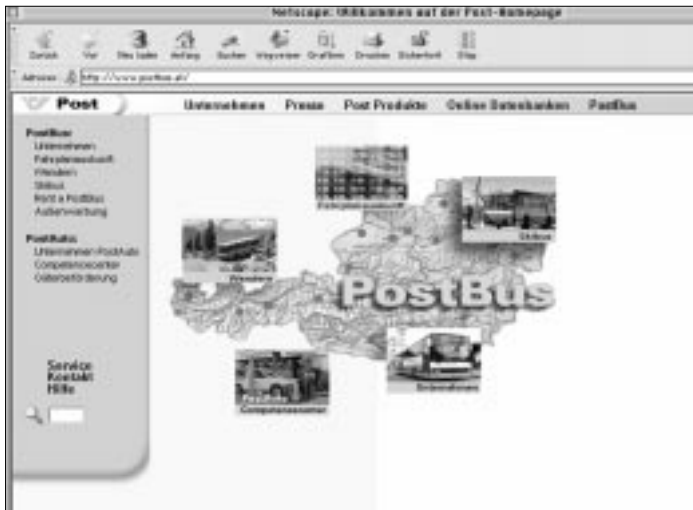 Netscape: Willkommen auf der Post-Homepage
Zurück Vor Neu laden Anfang Suchen Wegweiser Grafiken Drucken Sicherheit Stop
Adresse: http://www.postbus.at/
Post Unternehmen Presse Post Produkte Online Datenbanken PostBus
PostBus:
Unternehmen
Fahrplanauskunft
Wandern
Skibus
Rent a PostBus
Außenwerbung
PostAuto:
Unternehmen PostAuto
Competencecenter
Güterbeförderung
Service
Kontakt
Hilfe
Fahrplanauskunft
Skibus
Wandern
PostBus
Unternehmen
PostAuto
Competencecenter